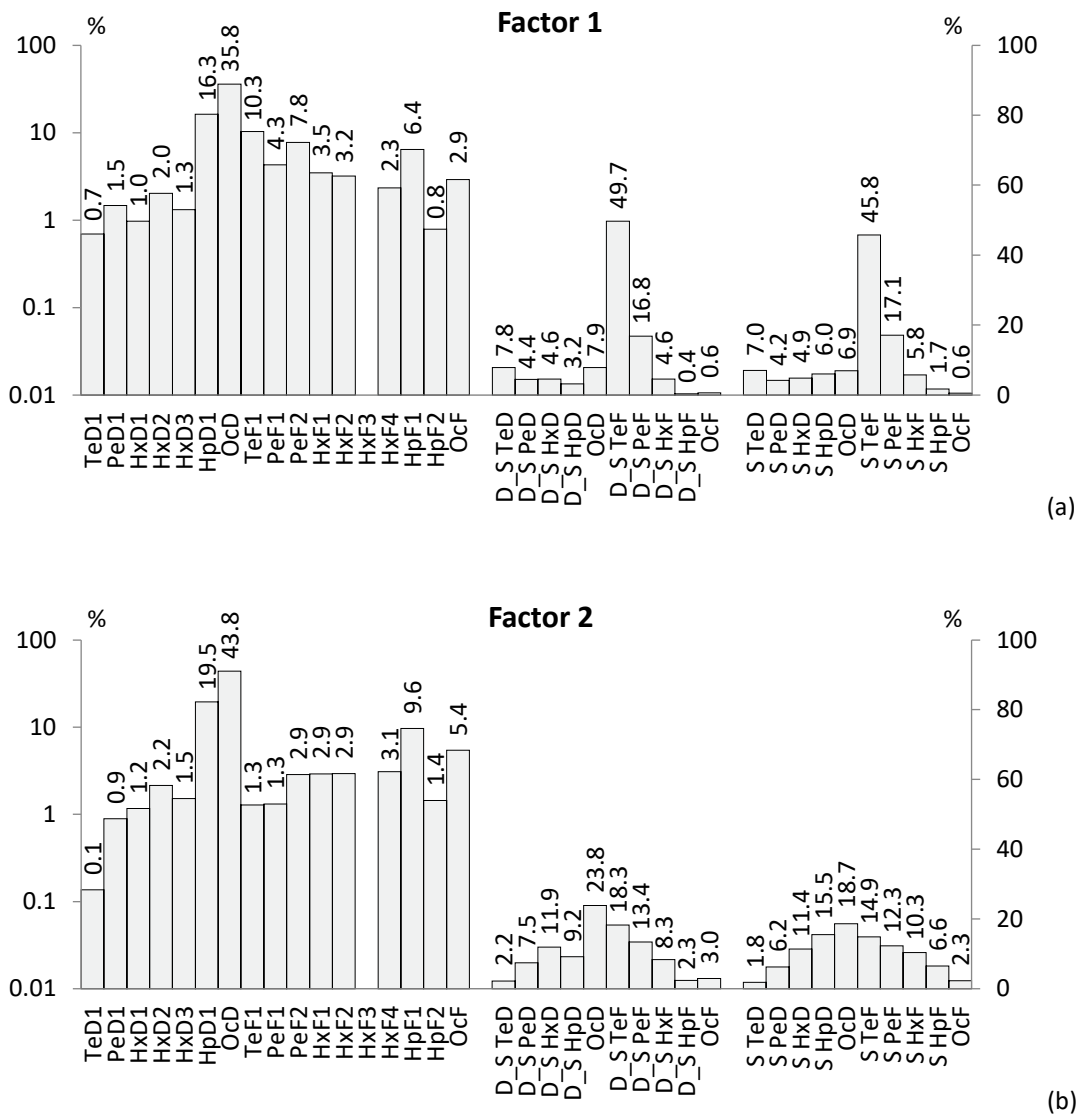 Factor 1
% %
100 100
10 80
1 60
0.1 40
0.01 20
0
0.7 1.5 1.0 2.0 1.3 16.3 35.8 10.3 4.3 7.8 3.5 3.2 2.3 6.4 0.8 2.9
7.8 4.4 4.6 3.2 7.9 49.7 16.8 4.6 0.4 0.6
7.0 4.2 4.9 6.0 6.9 45.8 17.1 5.8 1.7 0.6
TeD1 PeD1 HxD1 HxD2 HxD3 HpD1 OcD TeF1 PeF1 PeF2 HxF1 HxF2 HxF3 HxF4 HpF1 HpF2 OcF
D_S TeD D_S PeD D_S HxD D_S HpD OcD D_S TeF D_S PeF D_S HxF D_S HpF OcF
S TeD S PeD S HxD S HpD OcD S TeF S PeF S HxF S HpF OcF
(a)
Factor 2
% %
100 100
10 80
1 60
0.1 40
0.01 20
0
0.1 0.9 1.2 2.2 1.5 19.5 43.8 1.3 1.3 2.9 2.9 2.9 3.1 9.6 1.4 5.4
2.2 7.5 11.9 9.2 23.8 18.3 13.4 8.3 2.3 3.0
1.8 6.2 11.4 15.5 18.7 14.9 12.3 10.3 6.6 2.3
TeD1 PeD1 HxD1 HxD2 HxD3 HpD1 OcD TeF1 PeF1 PeF2 HxF1 HxF2 HxF3 HxF4 HpF1 HpF2 OcF
D_S TeD D_S PeD D_S HxD D_S HpD OcD D_S TeF D_S PeF D_S HxF D_S HpF OcF
S TeD S PeD S HxD S HpD OcD S TeF S PeF S HxF S HpF OcF
(b)